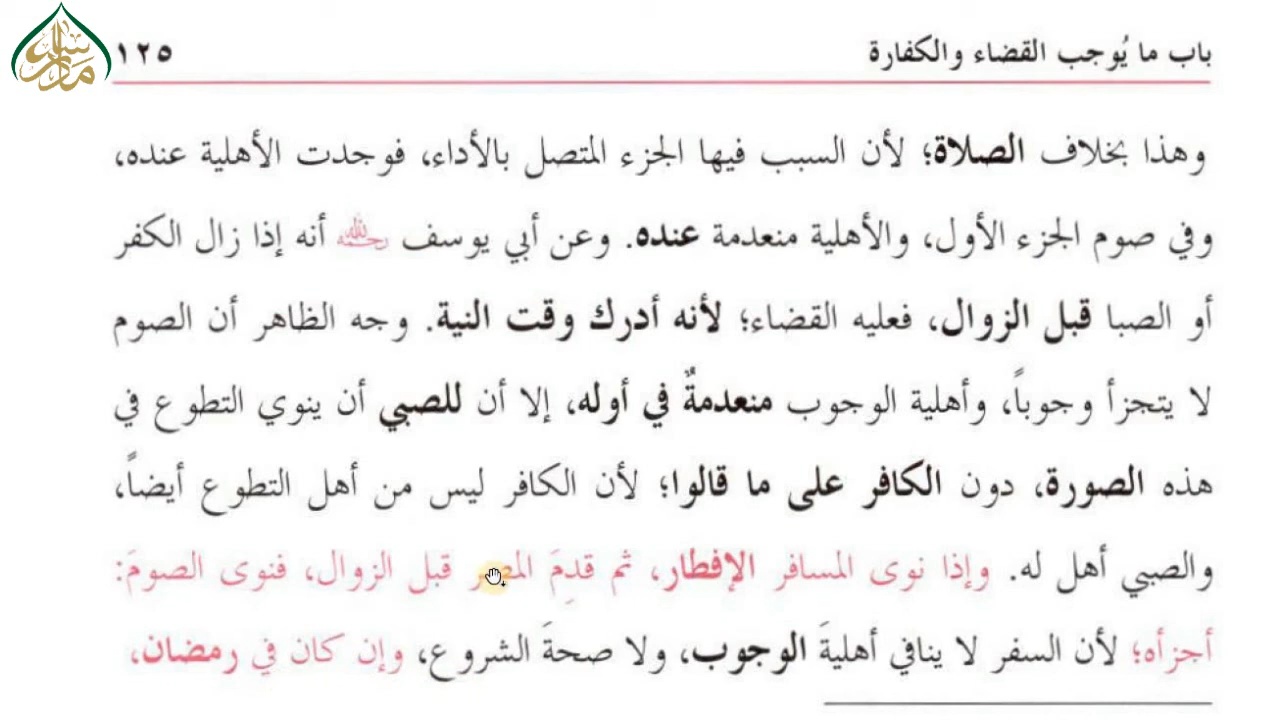 باب ما يُوجب القضاء والكفارة ١٢٥
وهذا بخلاف الصلاة؛ لأن السبب فيها الجزء المتصل بالأداء، فوجدت الأهلية عنده،
وفي صوم الجزء الأول، والأهلية منعدمة عنده. وعن أبي يوسف رحمه الله أنه إذا زال الكفر
أو الصبا قبل الزوال، فعليه القضاء؛ لأنه أدرك وقت النية. وجه الظاهر أن الصوم
لا يتجزأ وجوباً، وأهلية الوجوب منعدمةٌ في أوله، إلا أن للصبي أن ينوي التطوع في
هذه الصورة، دون الكافر على ما قالوا؛ لأن الكافر ليس من أهل التطوع أيضاً،
والصبي أهل له. وإذا نوى المسافر الإفطار، ثم قدِمَ المصر قبل الزوال، فنوى الصومَ:
أجزأه؛ لأن السفر لا ينافي أهليةَ الوجوب، ولا صحةَ الشروع، وإن كان في رمضان،